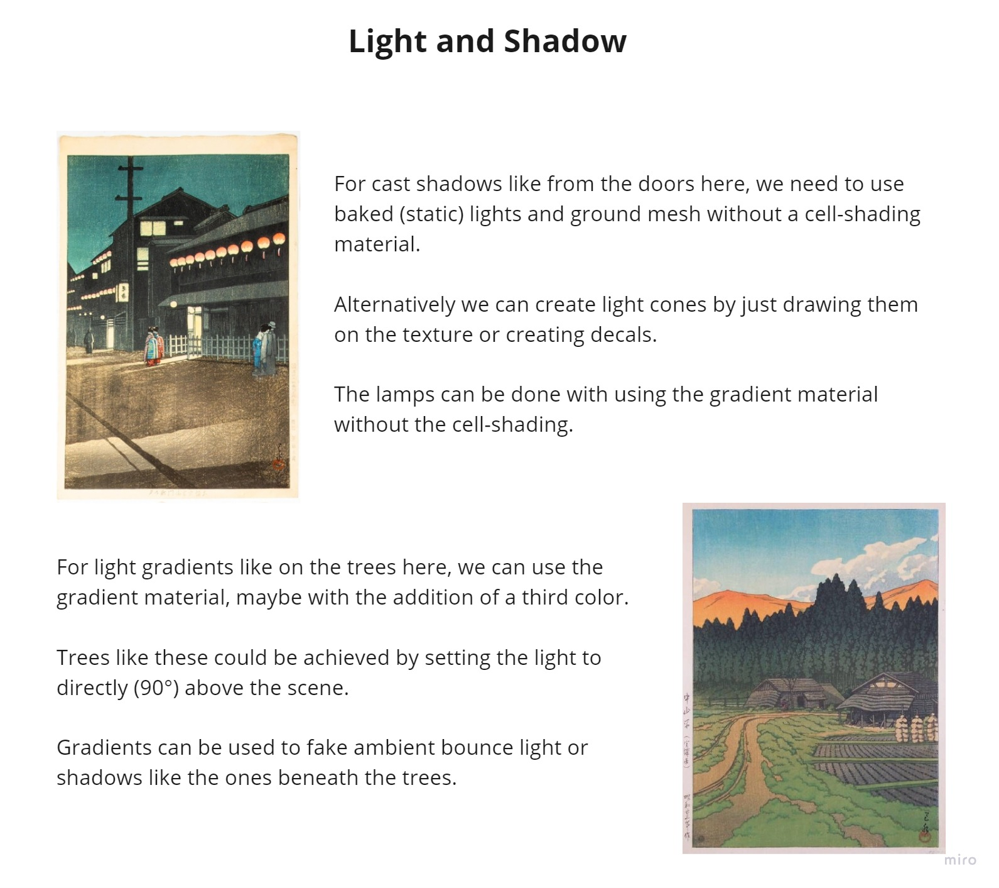 Light and Shadow
For cast shadows like from the doors here, we need to use
baked (static) lights and ground mesh without a cell-shading
material.
Alternatively we can create light cones by just drawing them
on the texture or creating decals.
The lamps can be done with using the gradient material
without the cell-shading.
For light gradients like on the trees here, we can use the
gradient material, maybe with the addition of a third color.
Trees like these could be achieved by setting the light to
directly (90°) above the scene.
Gradients can be used to fake ambient bounce light or
shadows like the ones beneath the trees.
miro